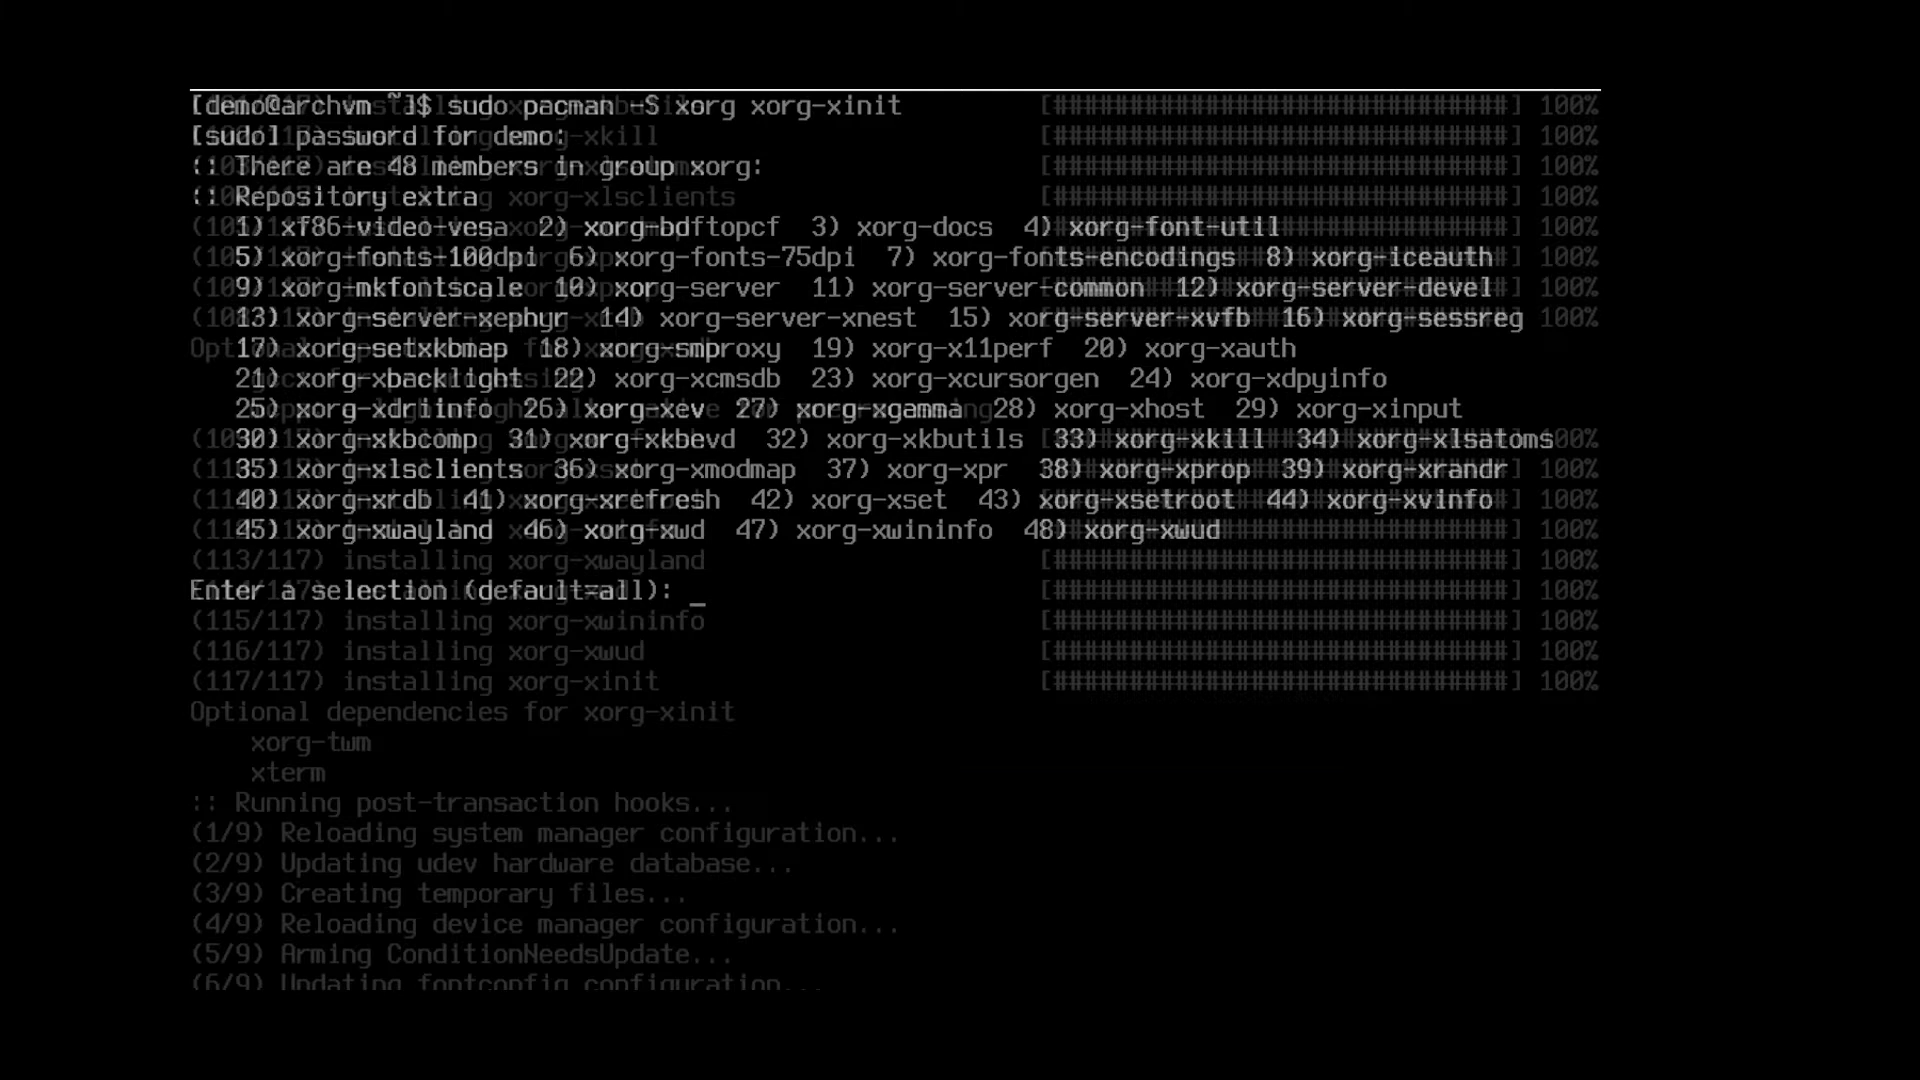 [demo@archvm ~]$ sudo pacman -S xorg xorg-xinit
[sudo] password for demo:
:: There are 48 members in group xorg:
:: Repository extra
1) xf86-video-vesa 2) xorg-bdftopcf 3) xorg-docs 4) xorg-font-util
5) xorg-fonts-100dpi 6) xorg-fonts-75dpi 7) xorg-fonts-encodings 8) xorg-iceauth
9) xorg-mkfontscale 10) xorg-server 11) xorg-server-common 12) xorg-server-devel
13) xorg-server-xephyr 14) xorg-server-xnest 15) xorg-server-xvfb 16) xorg-sessreg
17) xorg-setxkbmap 18) xorg-smproxy 19) xorg-x11perf 20) xorg-xauth
21) xorg-xbacklight 22) xorg-xcmsdb 23) xorg-xcursorgen 24) xorg-xdpyinfo
25) xorg-xdriinfo 26) xorg-xev 27) xorg-xgamma 28) xorg-xhost 29) xorg-xinput
30) xorg-xkbcomp 31) xorg-xkbevd 32) xorg-xkbutils 33) xorg-xkill 34) xorg-xlsatoms
35) xorg-xlsclients 36) xorg-xmodmap 37) xorg-xpr 38) xorg-xprop 39) xorg-xrandr
40) xorg-xrdb 41) xorg-xrefresh 42) xorg-xset 43) xorg-xsetroot 44) xorg-xvinfo
45) xorg-xwayland 46) xorg-xwd 47) xorg-xwininfo 48) xorg-xwud
(113/117) installing xorg-xwayland [##############################] 100%
Enter a selection (default=all): _ [##############################] 100%
(115/117) installing xorg-xwininfo [##############################] 100%
(116/117) installing xorg-xwud [##############################] 100%
(117/117) installing xorg-xinit [##############################] 100%
Optional dependencies for xorg-xinit
xorg-twm
xterm
:: Running post-transaction hooks...
(1/9) Reloading system manager configuration...
(2/9) Updating udev hardware database...
(3/9) Creating temporary files...
(4/9) Reloading device manager configuration...
(5/9) Arming ConditionNeedsUpdate...
(6/9) Updating fontconfig configuration...